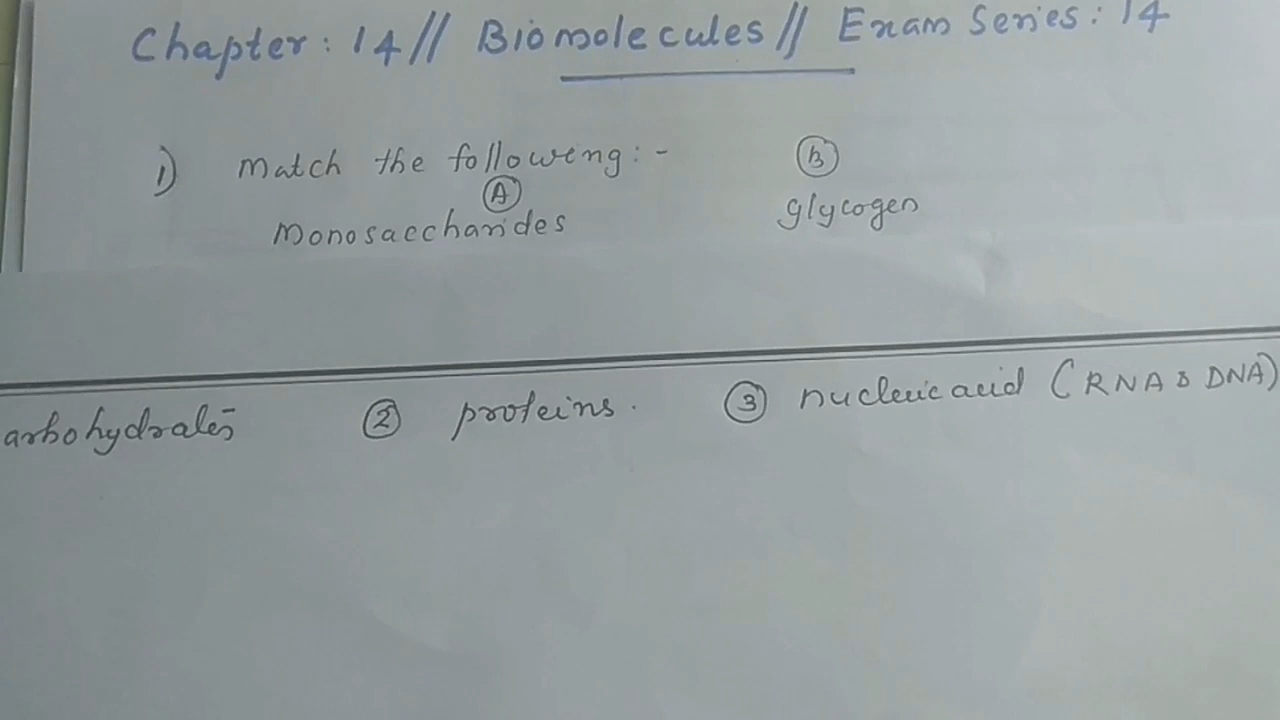 Chapter: 14// Biomolecules// Exam Series: 14
1) Match the following:-
A B
Monosaccharides glycogen
arbohydrates ② proteins. ③ nucleic acid (RNA & DNA)